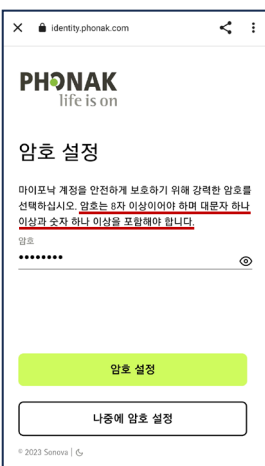 identity.phonak.com
PHONAK
life is on
암호 설정
마이포낙 계정을 안전하게 보호하기 위해 강력한 암호를
선택하십시오. 암호는 8자 이상이어야 하며 대문자 하나
이상과 숫자 하나 이상을 포함해야 합니다.
암호
••••••••
암호 설정
나중에 암호 설정
© 2023 Sonova |